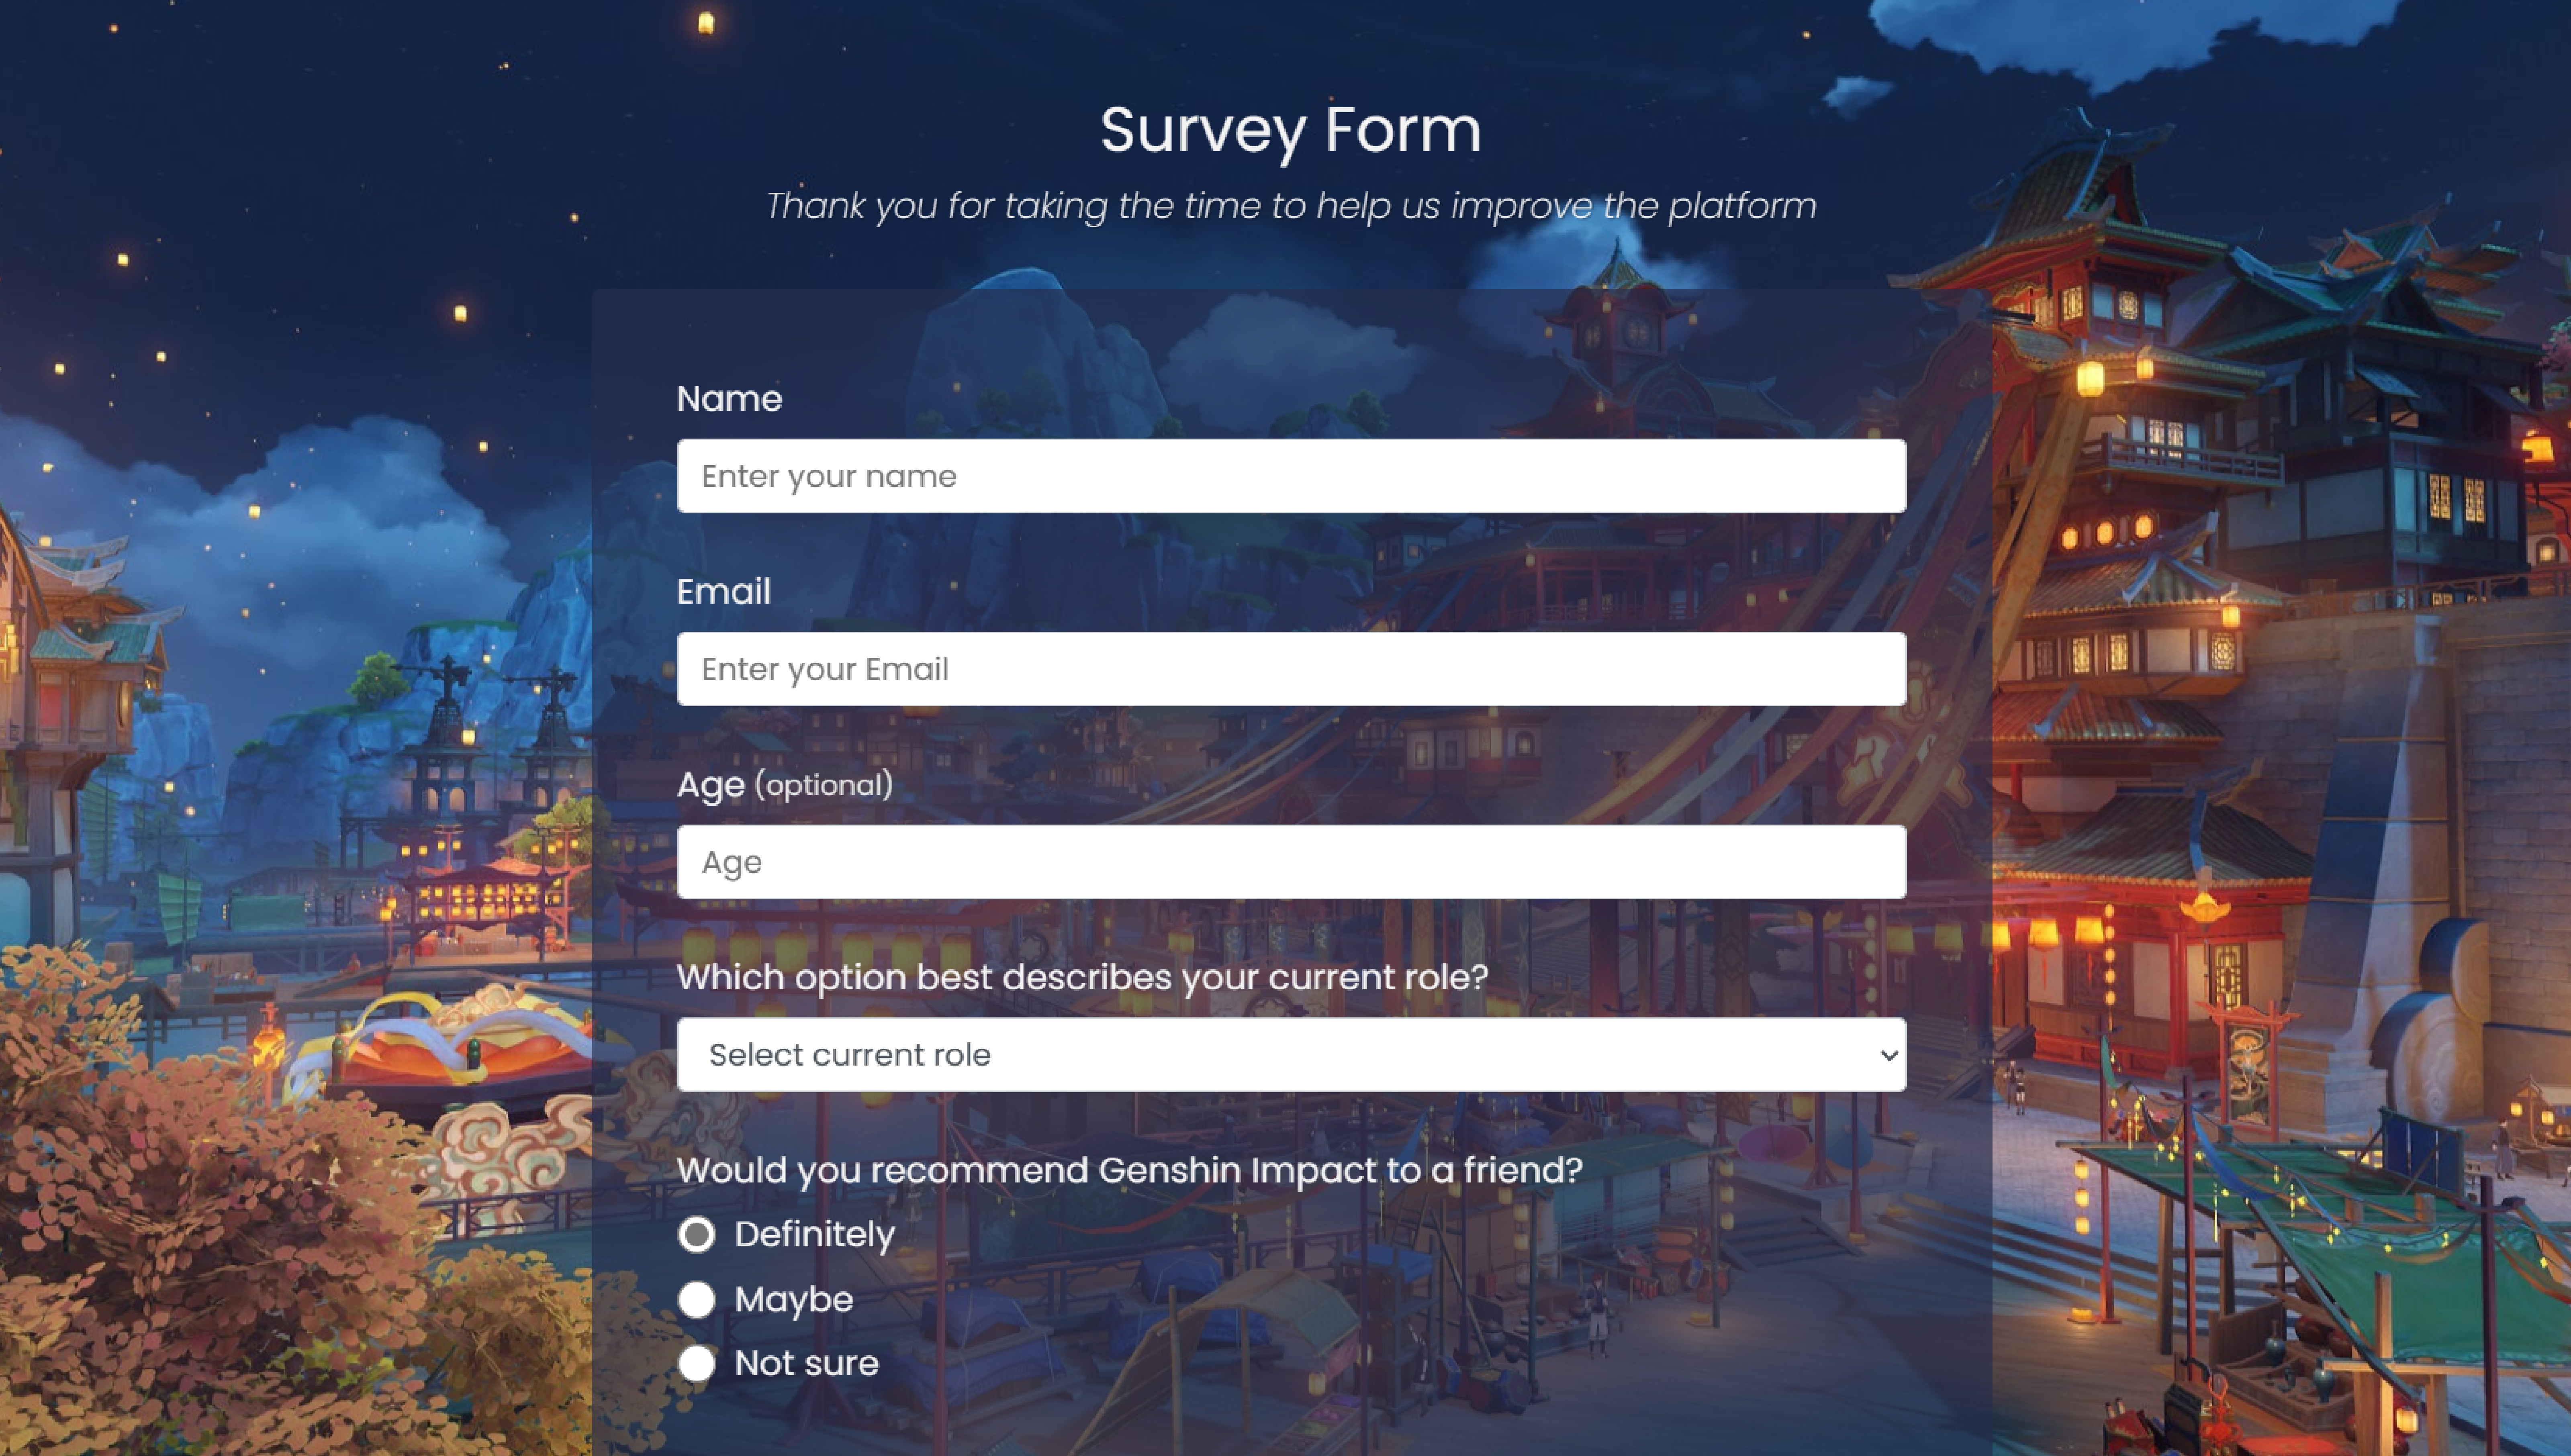 Survey Form
Thank you for taking the time to help us improve the platform
Name
Enter your name
Email
Enter your Email
Age (optional)
Age
Which option best describes your current role?
Select current role
Would you recommend Genshin Impact to a friend?
Definitely
Maybe
Not sure